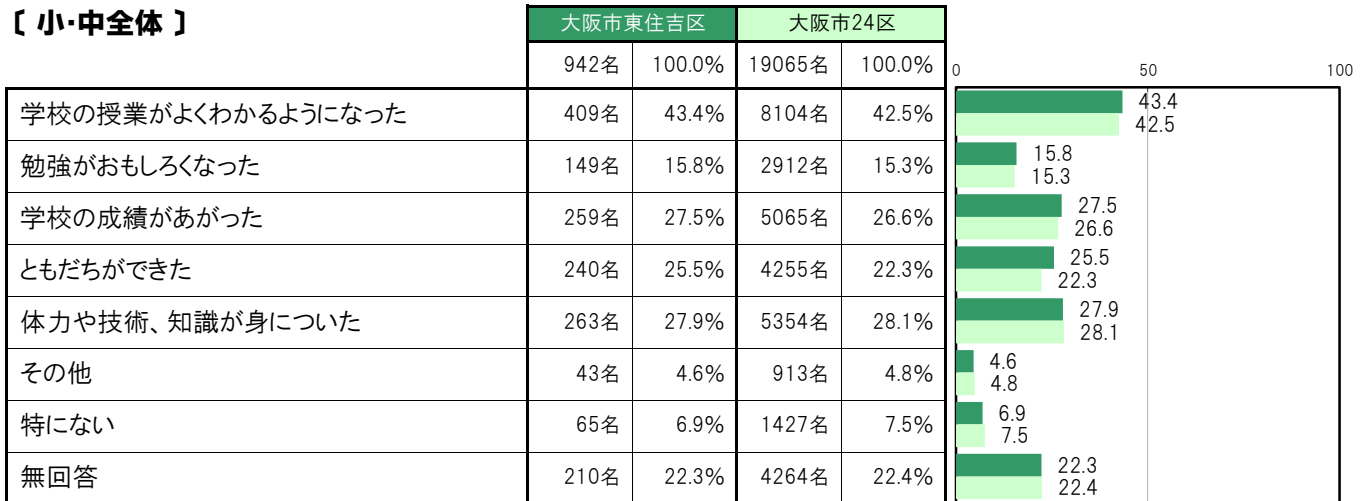 〔 小・中全体 〕
大阪市東住吉区 大阪市24区
942名 100.0% 19065名 100.0%
0 50 100
学校の授業がよくわかるようになった 409名 43.4% 8104名 42.5% 43.4
42.5
勉強がおもしろくなった 149名 15.8% 2912名 15.3% 15.8
15.3
学校の成績があがった 259名 27.5% 5065名 26.6% 27.5
26.6
ともだちができた 240名 25.5% 4255名 22.3% 25.5
22.3
体力や技術、知識が身についた 263名 27.9% 5354名 28.1% 27.9
28.1
その他 43名 4.6% 913名 4.8% 4.6
4.8
特にない 65名 6.9% 1427名 7.5% 6.9
7.5
無回答 210名 22.3% 4264名 22.4% 22.3
22.4